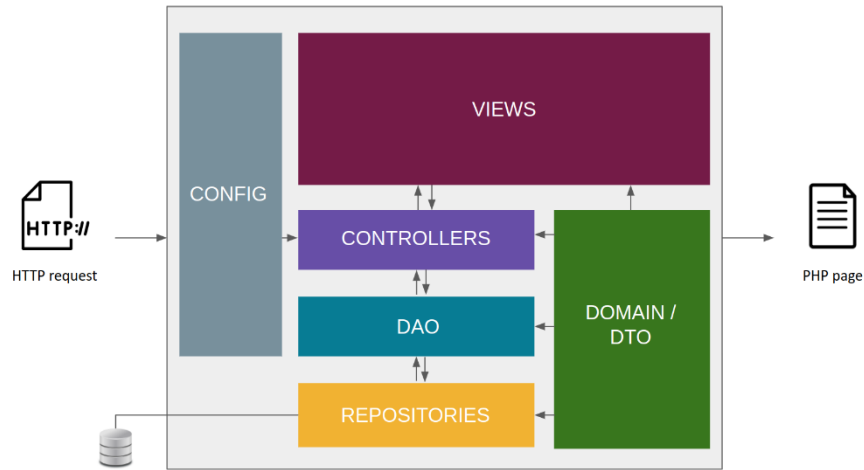 VIEWS
CONFIG
HTTP://
CONTROLLERS
HTTP request
PHP page
DAO
DOMAIN /
DTO
REPOSITORIES